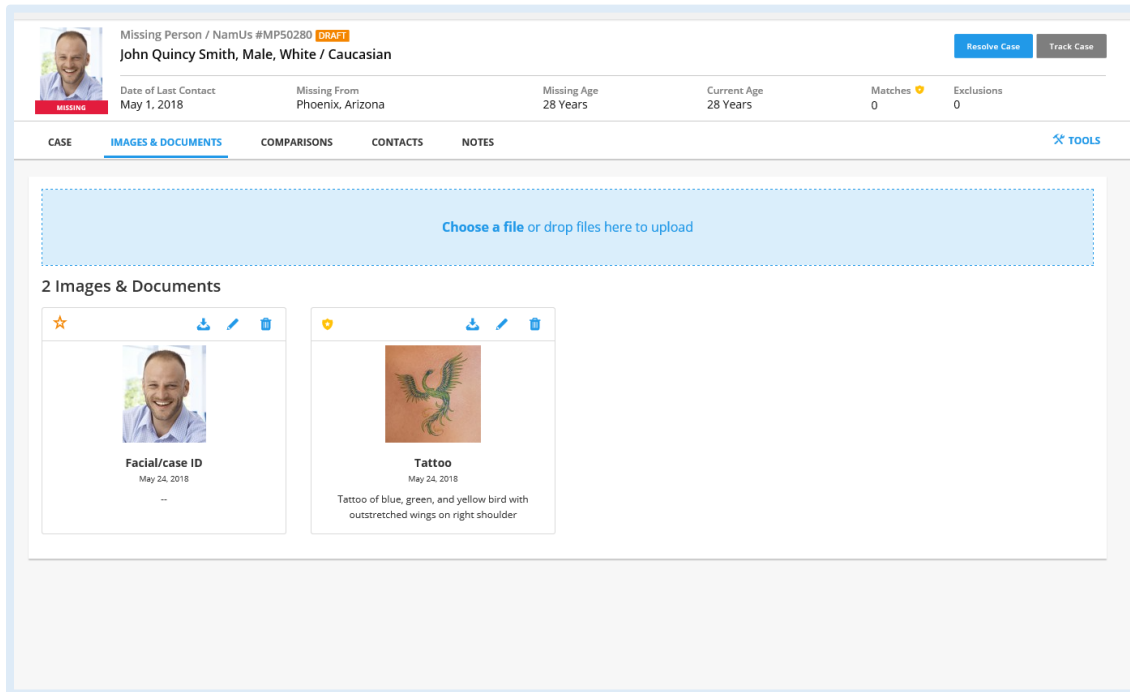 Missing Person / NamUs #MP50280 DRAFT
John Quincy Smith, Male, White / Caucasian
Resolve Case
Track Case
MISSING
Date of Last Contact
May 1, 2018
Missing From
Phoenix, Arizona
Missing Age
28 Years
Current Age
28 Years
Matches
0
Exclusions
0
CASE
IMAGES & DOCUMENTS
COMPARISONS
CONTACTS
NOTES
TOOLS
Choose a file or drop files here to upload
2 Images & Documents
Facial/case ID
May 24, 2018
--
Tattoo
May 24, 2018
Tattoo of blue, green, and yellow bird with
outstretched wings on right shoulder